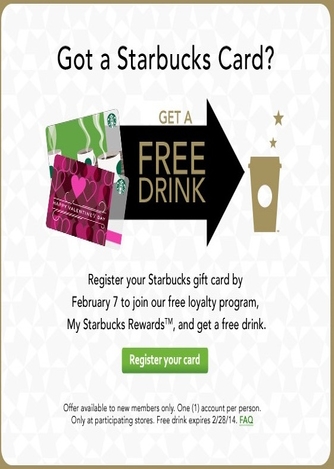 Got a Starbucks Card?
GET A
FREE
DRINK
HAPPY VALENTINE'S DAY
Register your Starbucks gift card by
February 7 to join our free loyalty program,
My Starbucks Rewards™, and get a free drink.
Register your card
Offer available to new members only. One (1) account per person.
Only at participating stores. Free drink expires 2/28/14. FAQ